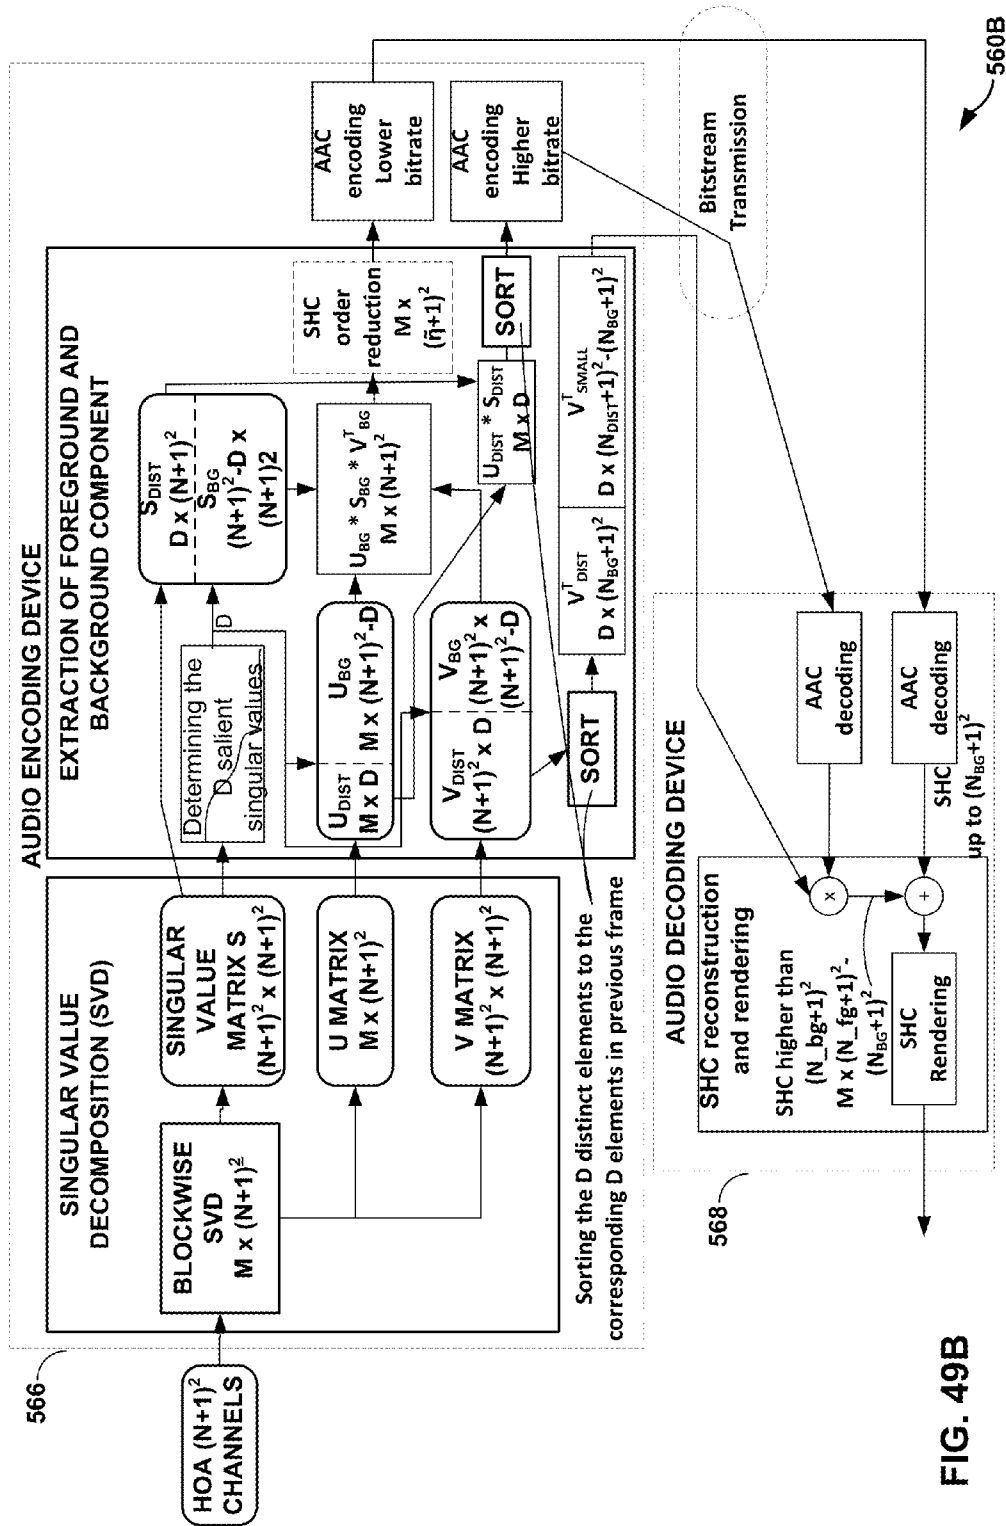 AUDIO ENCODING DEVICE
566
HOA (N+1)²
CHANNELS
SINGULAR VALUE
DECOMPOSITION (SVD)
BLOCKWISE
SVD
M x (N+1)²
SINGULAR
VALUE
MATRIX S
(N+1)² x (N+1)²
U MATRIX
M x (N+1)²
V MATRIX
(N+1)² x (N+1)²
EXTRACTION OF FOREGROUND AND
BACKGROUND COMPONENT
Determining the
D salient
singular values
D
S_DIST
D x (N+1)²
S_BG
(N+1)²-D x
(N+1)2
U_DIST
M x D
U_BG
M x (N+1)²-D
V_DIST
(N+1)² x D
V_BG
(N+1)² x
(N+1)²-D
U_BG * S_BG * V^T_BG
M x (N+1)²
SHC
order
reduction
M x
(ñ+1)²
U_DIST * S_DIST
M x D
SORT
SORT
V^T_DIST
D x (N_BG+1)²
V^T_SMALL
D x (N_DIST+1)²-(N_BG+1)²
AAC
encoding
Lower
bitrate
AAC
encoding
Higher
bitrate
Sorting the D distinct elements to the
corresponding D elements in previous frame
Bitstream
Transmission
568
AUDIO DECODING DEVICE
SHC reconstruction
and rendering
SHC higher than
(N_bg+1)²
M x (N_fg+1)²-
(N_BG+1)²
x
+
SHC
Rendering
AAC
decoding
AAC
decoding
SHC
up to (N_BG+1)²
560B
FIG. 49B